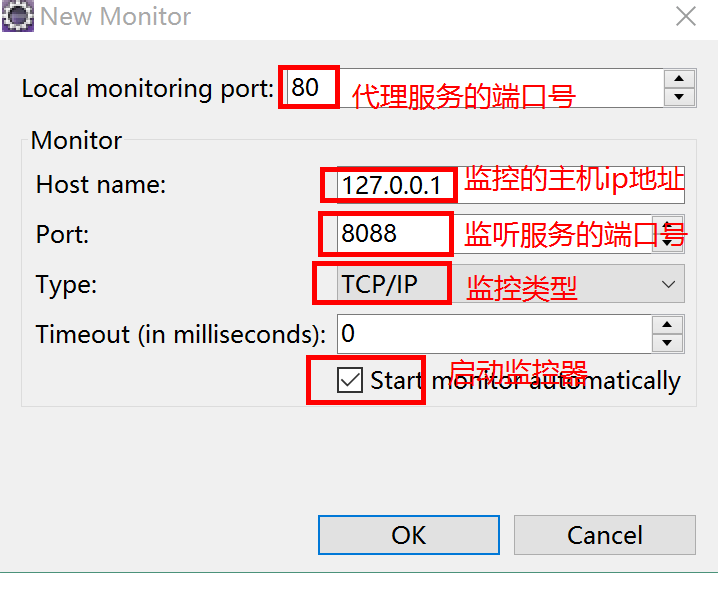 New Monitor
Local monitoring port: 80 代理服务的端口号
Monitor
Host name: 127.0.0.1 监控的主机ip地址
Port: 8088 监听服务的端口号
Type: TCP/IP 监控类型
Timeout (in milliseconds): 0
Start monitor automatically 启动监控器
OK Cancel